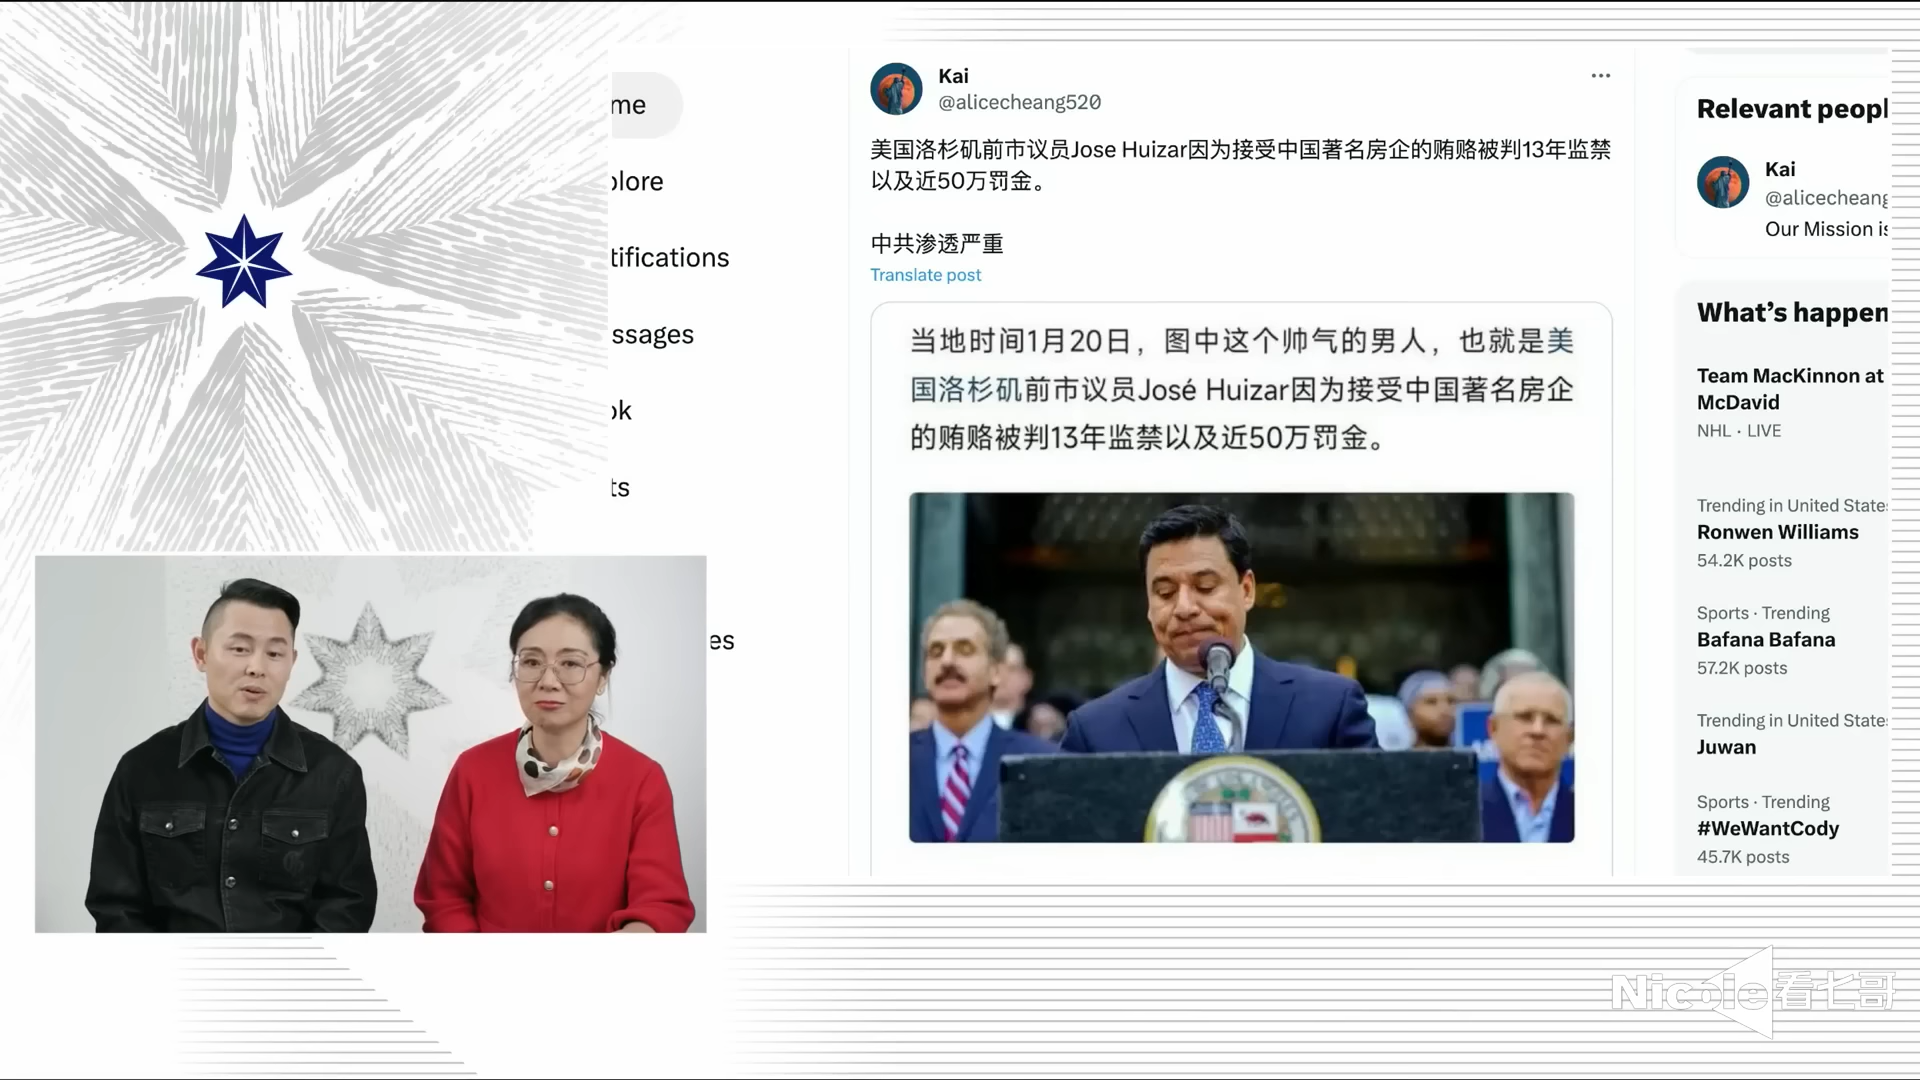 me
plore
tifications
ssages
ok
ts
es
Kai
@alicecheang520
美国洛杉矶前市议员Jose Huizar因为接受中国著名房企的贿赂被判13年监禁
以及近50万罚金。
中共渗透严重
Translate post
当地时间1月20日，图中这个帅气的男人，也就是美
国洛杉矶前市议员José Huizar因为接受中国著名房企
的贿赂被判13年监禁以及近50万罚金。
Relevant peopl
Kai
@alicecheang
Our Mission is
What’s happen
Team MacKinnon at
McDavid
NHL · LIVE
Trending in United States
Ronwen Williams
54.2K posts
Sports · Trending
Bafana Bafana
57.2K posts
Trending in United States
Juwan
Sports · Trending
#WeWantCody
45.7K posts
Nicole看七哥